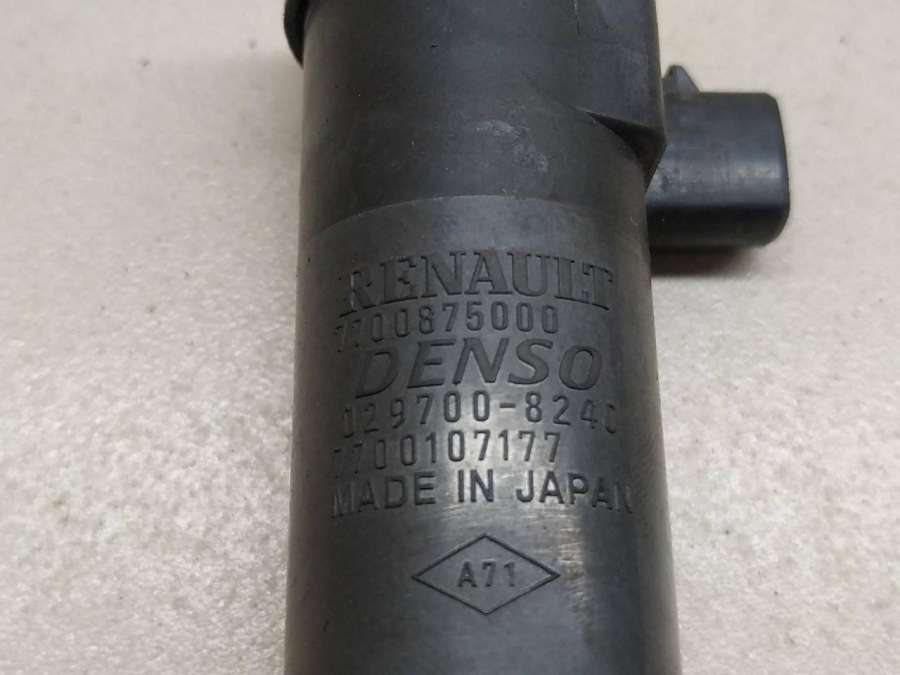 RENAULT
7700875000
DENSO
029700-8240
7700107177
MADE IN JAPAN
A71